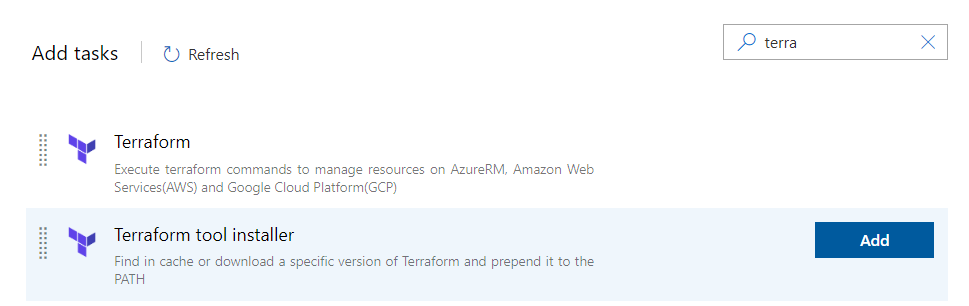 Add tasks
Refresh
terra
Terraform
Execute terraform commands to manage resources on AzureRM, Amazon Web
Services(AWS) and Google Cloud Platform(GCP)
Terraform tool installer
Add
Find in cache or download a specific version of Terraform and prepend it to the
PATH